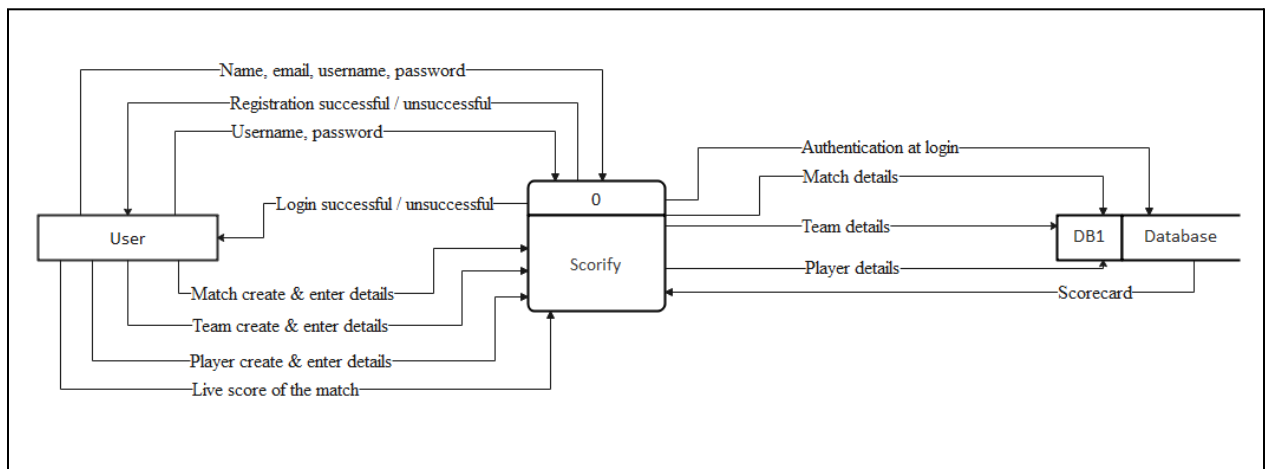 Name, email, username, password
Registration successful / unsuccessful
Username, password
Authentication at login
Match details
0
Login successful / unsuccessful
Team details
User
DB1
Database
Scorify
Player details
Match create & enter details
Scorecard
Team create & enter details
Player create & enter details
Live score of the match